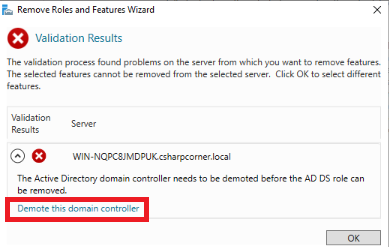 Remove Roles and Features Wizard
Validation Results
The validation process found problems on the server from which you want to remove features.
The selected features cannot be removed from the selected server. Click OK to select different
features.
Validation
Results
Server
WIN-NQPC8JMDPUK.csharpcorner.local
The Active Directory domain controller needs to be demoted before the AD DS role can
be removed.
Demote this domain controller
OK